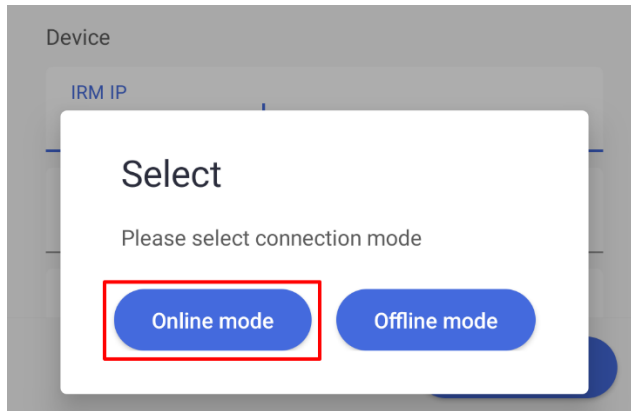 Device
IRM IP
Select
Please select connection mode
Online mode
Offline mode